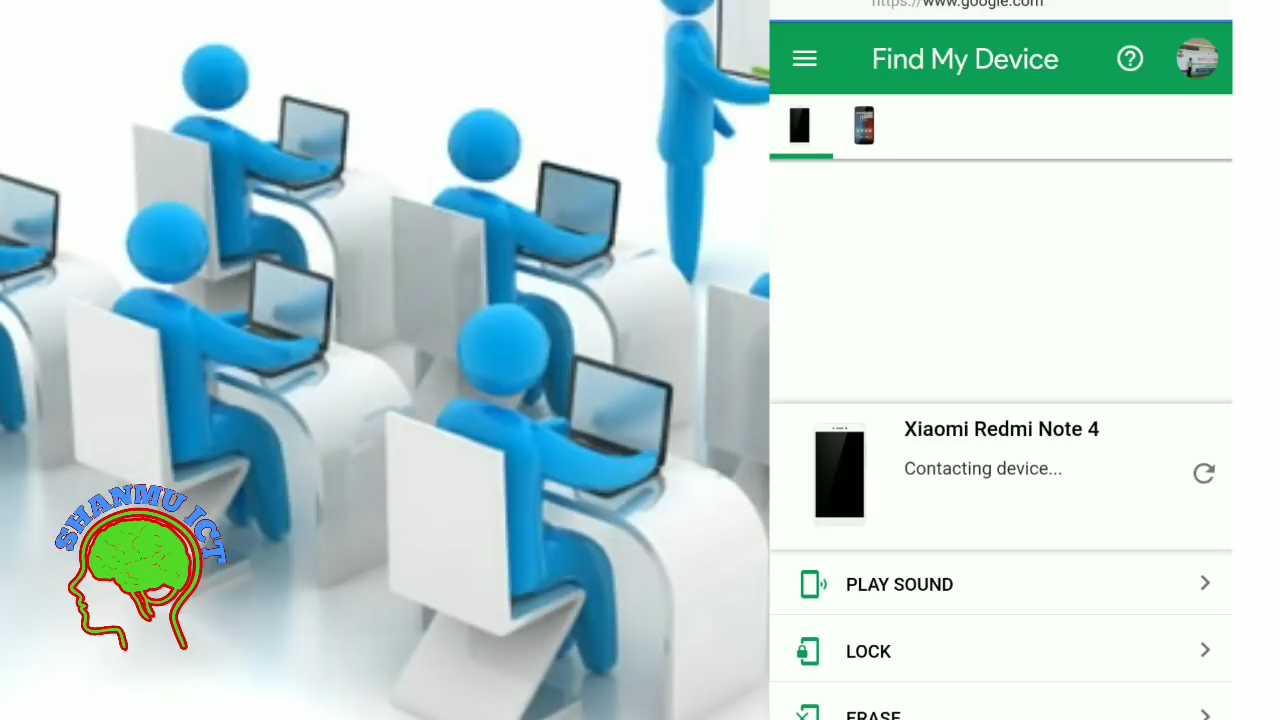 https://www.google.com
Find My Device
Xiaomi Redmi Note 4
Contacting device...
PLAY SOUND
LOCK
ERASE
SHANMU ICT